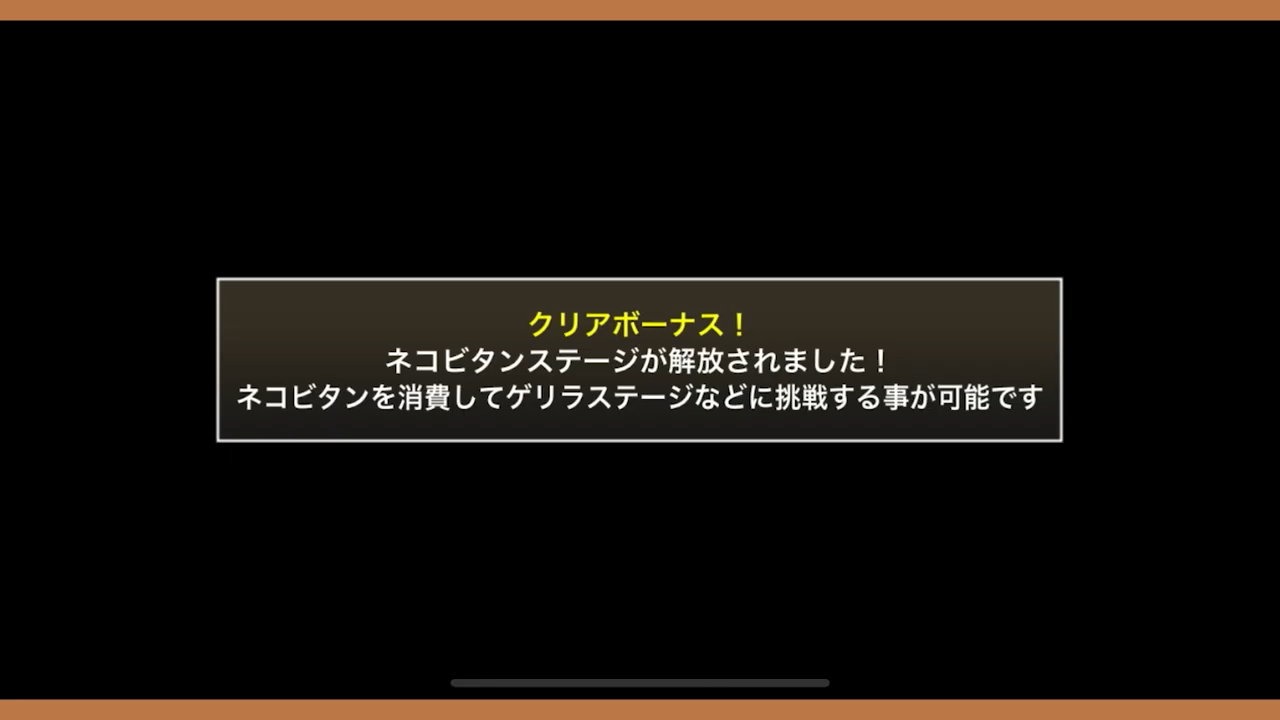 クリアボーナス！
ネコビタンステージが解放されました！
ネコビタンを消費してゲリラステージなどに挑戦する事が可能です